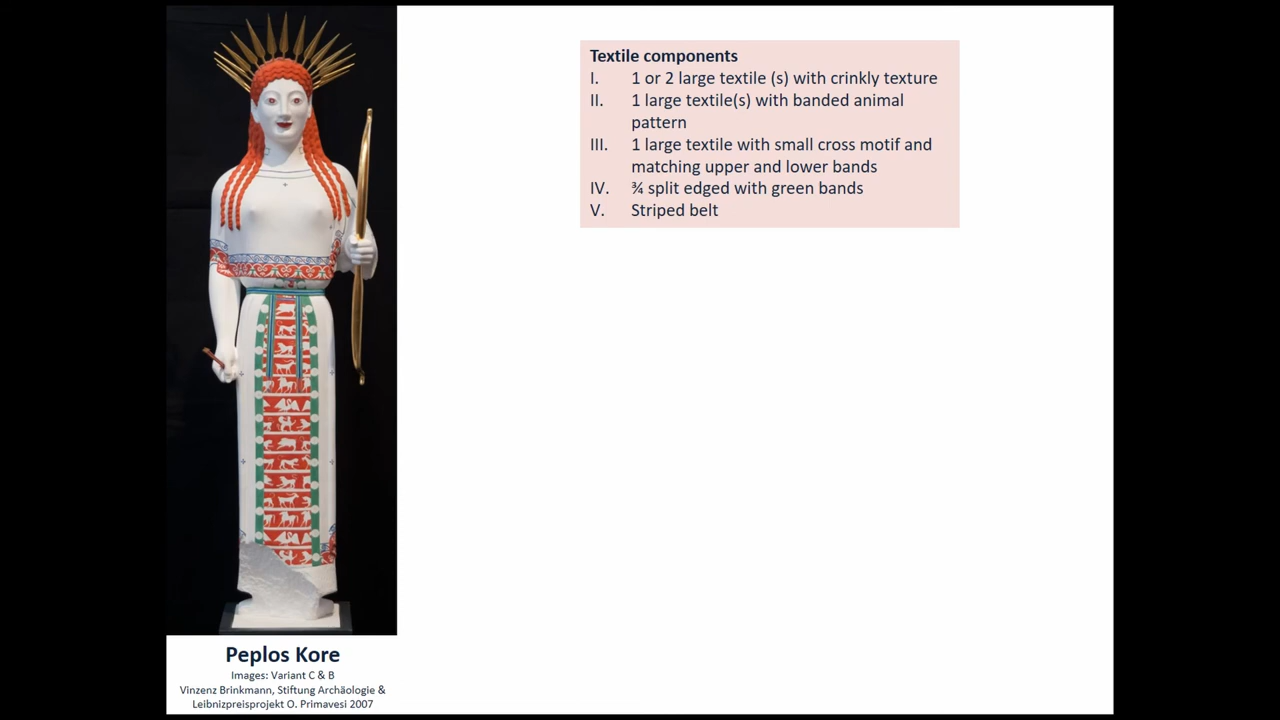 Textile components
I. 1 or 2 large textile (s) with crinkly texture
II. 1 large textile(s) with banded animal
pattern
III. 1 large textile with small cross motif and
matching upper and lower bands
IV. ¾ split edged with green bands
V. Striped belt
Peplos Kore
Images: Variant C & B
Vinzenz Brinkmann, Stiftung Archäologie &
Leibnizpreisprojekt O. Primavesi 2007